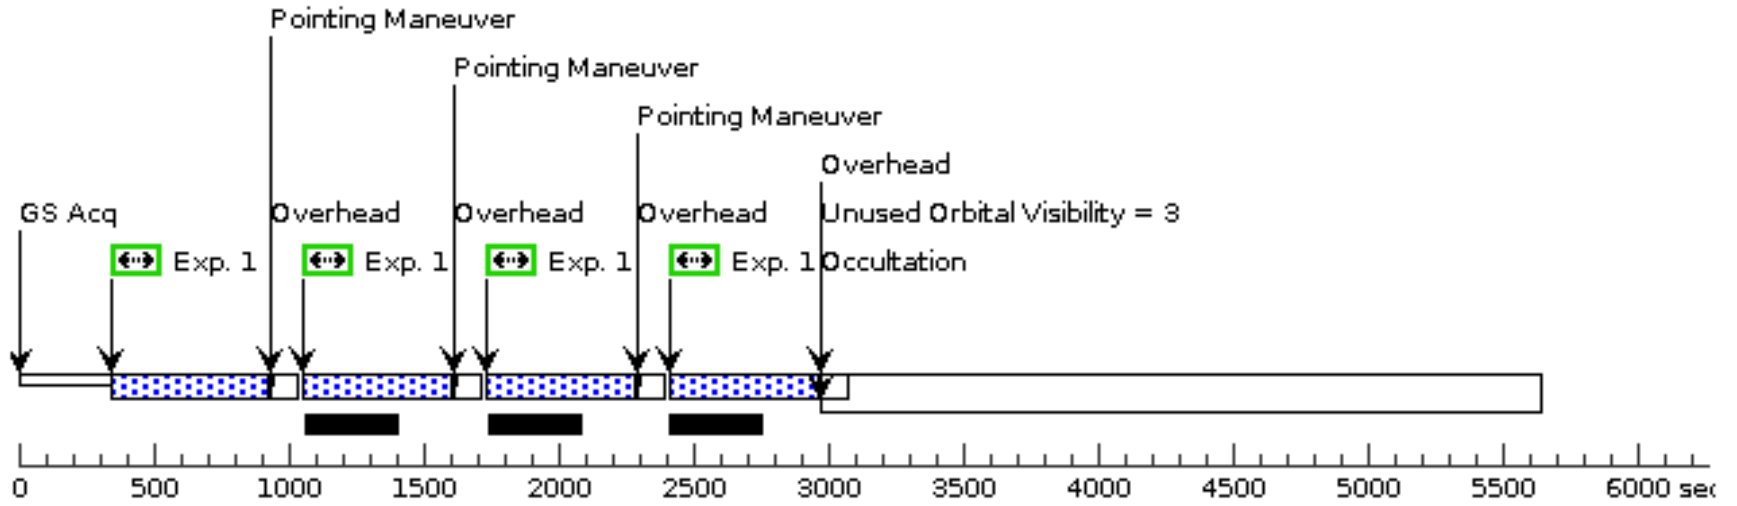 Pointing Maneuver
Pointing Maneuver
Pointing Maneuver
Overhead
GS Acq Overhead Overhead Overhead Unused Orbital Visibility = 3
Exp. 1 Exp. 1 Exp. 1 Exp. 1 Occultation
0 500 1000 1500 2000 2500 3000 3500 4000 4500 5000 5500 6000